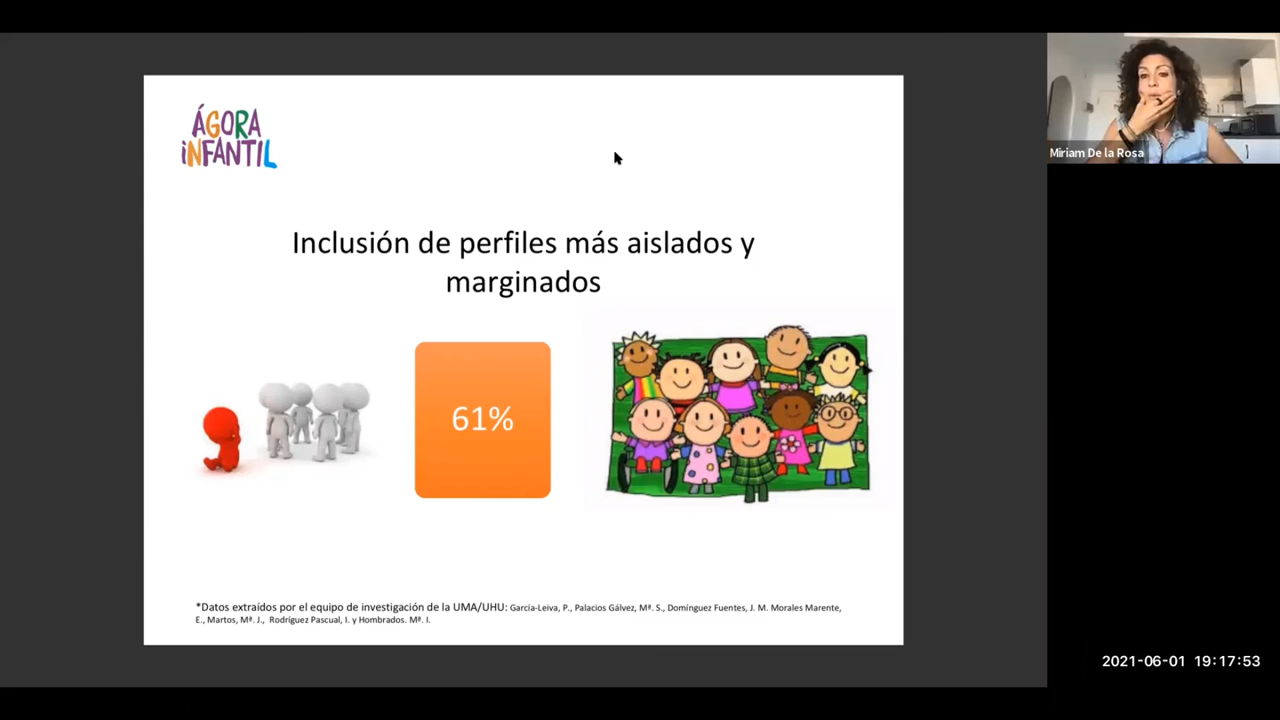 ÁGORA
iNFANTIL
Miriam De la Rosa
Inclusión de perfiles más aislados y
marginados
61%
*Datos extraídos por el equipo de investigación de la UMA/UHU: García-Leiva, P., Palacios Gálvez, Mª. S., Domínguez Fuentes, J. M. Morales Marente,
E., Martos, Mª. J., Rodríguez Pascual, I. y Hombrados. Mª. I.
2021-06-01 19:17:53